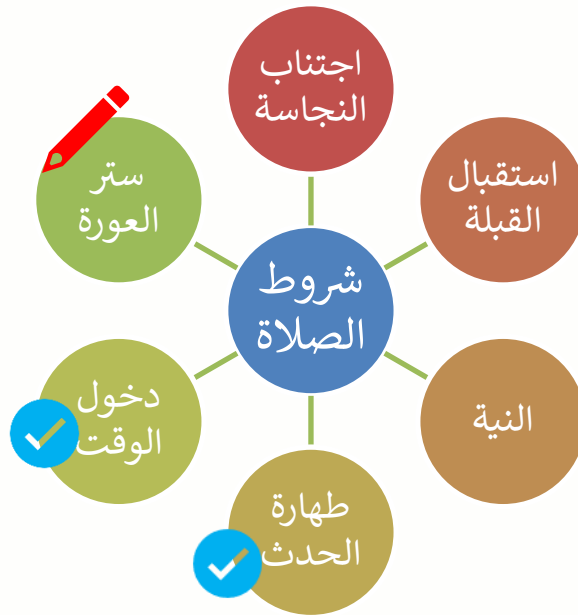 شروط
الصلاة
اجتناب
النجاسة
استقبال
القبلة
النية
طهارة
الحدث
دخول
الوقت
ستر
العورة